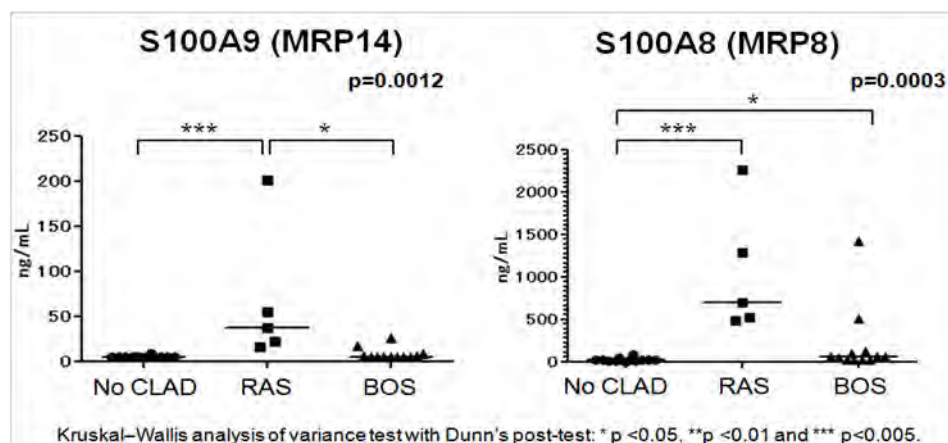 S100A9 (MRP14)
p=0.0012
***
*
250
200
150
100
50
0
ng/mL
No CLAD RAS BOS
S100A8 (MRP8)
p=0.0003
*
***
2500
2000
1500
1000
500
0
ng/mL
No CLAD RAS BOS
Kruskal–Wallis analysis of variance test with Dunn's post-test: * p <0.05, **p <0.01 and *** p<0.005.